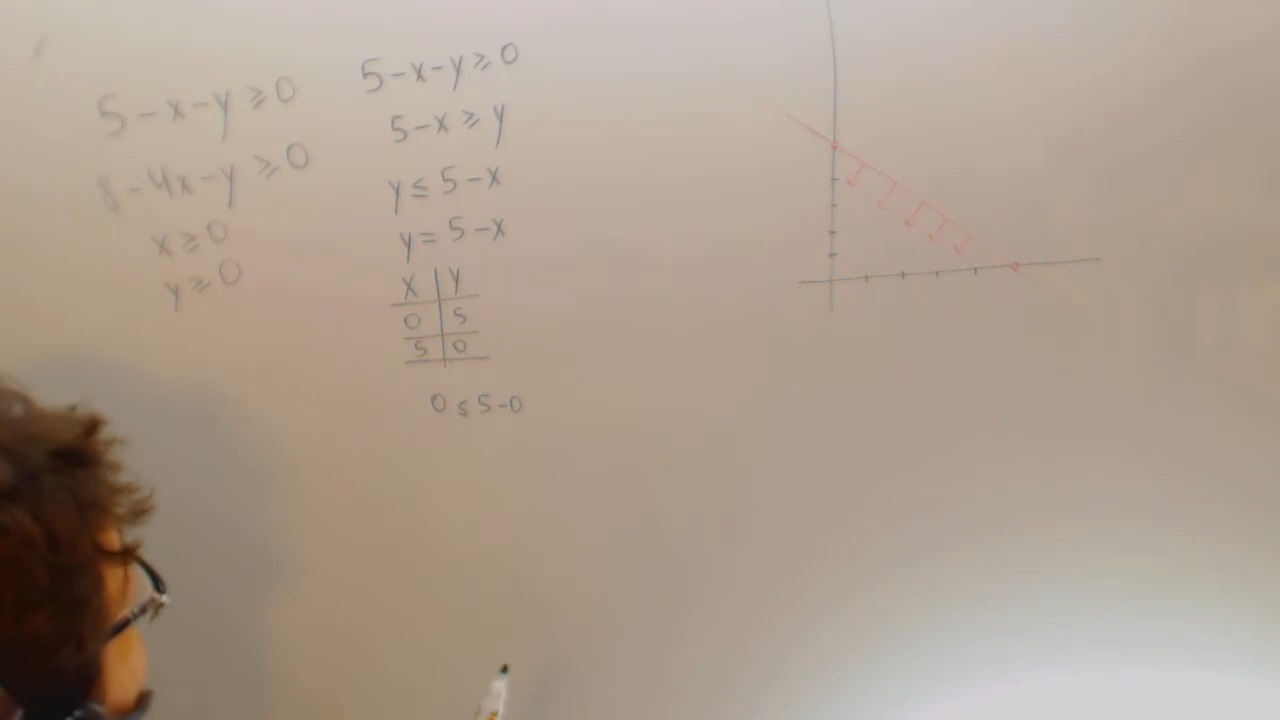 5-x-y≥0
8-4x-y≥0
x≥0
y≥0
5-x-y≥0
5-x≥y
y≤5-x
y=5-x
x y
0 5
5 0
0≤5-0